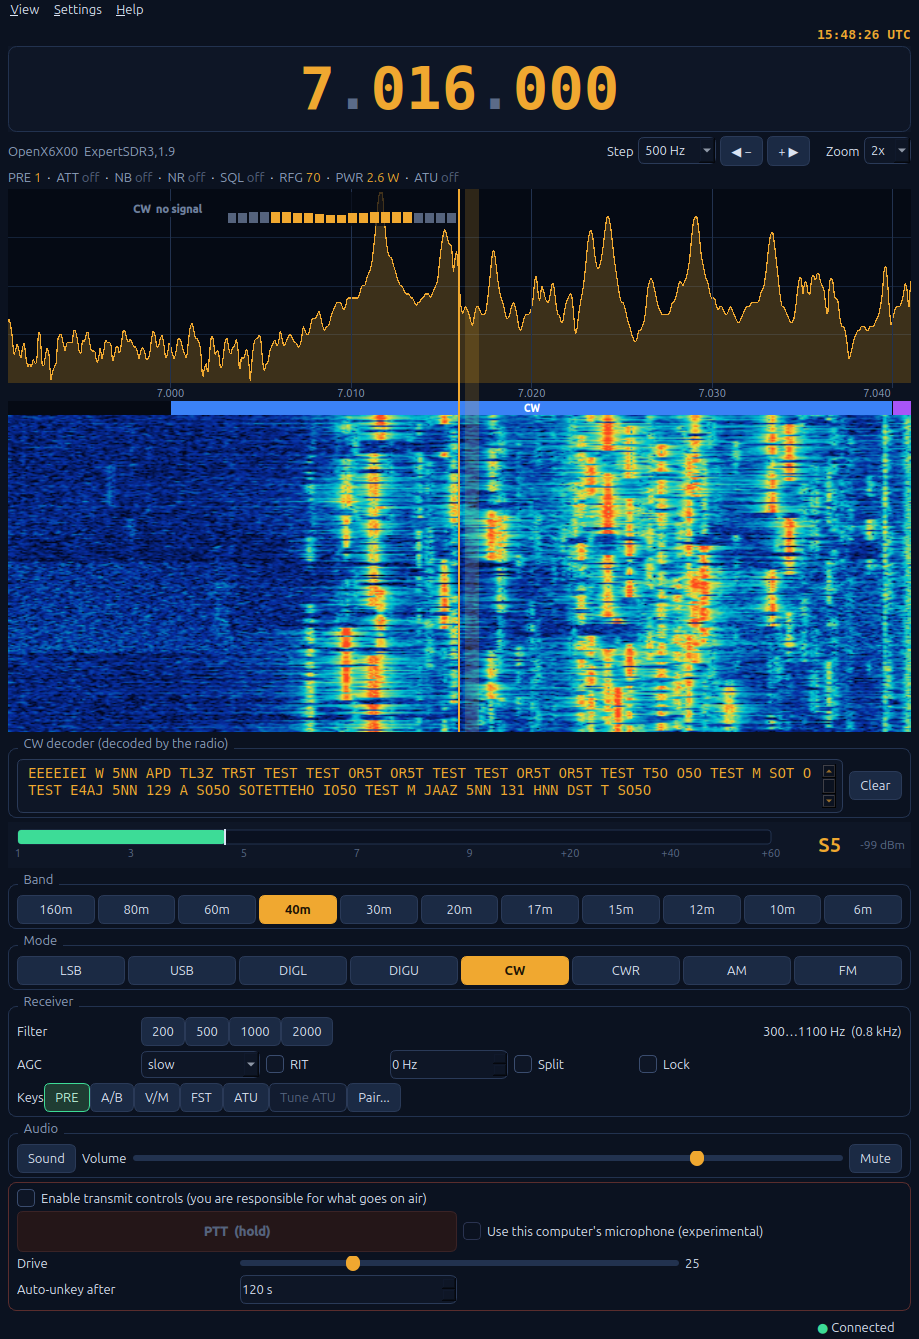 View Settings Help
15:48:26 UTC
7.016.000
OpenX6X00 ExpertSDR3,1.9 Step 500 Hz ◀ − + ▶ Zoom 2x
PRE 1 · ATT off · NB off · NR off · SQL off · RFG 70 · PWR 2.6 W · ATU off
CW no signal
7.000 7.010 7.020 7.030 7.040
CW
CW decoder (decoded by the radio)
EEEEIEI W 5NN APD TL3Z TR5T TEST TEST OR5T OR5T TEST TEST OR5T OR5T TEST T5O O5O TEST M SOT O
TEST E4AJ 5NN 129 A SO5O SOTETTEHO IO5O TEST M JAAZ 5NN 131 HNN DST T SO5O
Clear
1 3 5 7 9 +20 +40 +60 S5 -99 dBm
Band
160m 80m 60m 40m 30m 20m 17m 15m 12m 10m 6m
Mode
LSB USB DIGL DIGU CW CWR AM FM
Receiver
Filter 200 500 1000 2000 300...1100 Hz (0.8 kHz)
AGC slow RIT 0 Hz Split Lock
Keys PRE A/B V/M FST ATU Tune ATU Pair...
Audio
Sound Volume Mute
Enable transmit controls (you are responsible for what goes on air)
PTT (hold) Use this computer's microphone (experimental)
Drive 25
Auto-unkey after 120 s
Connected